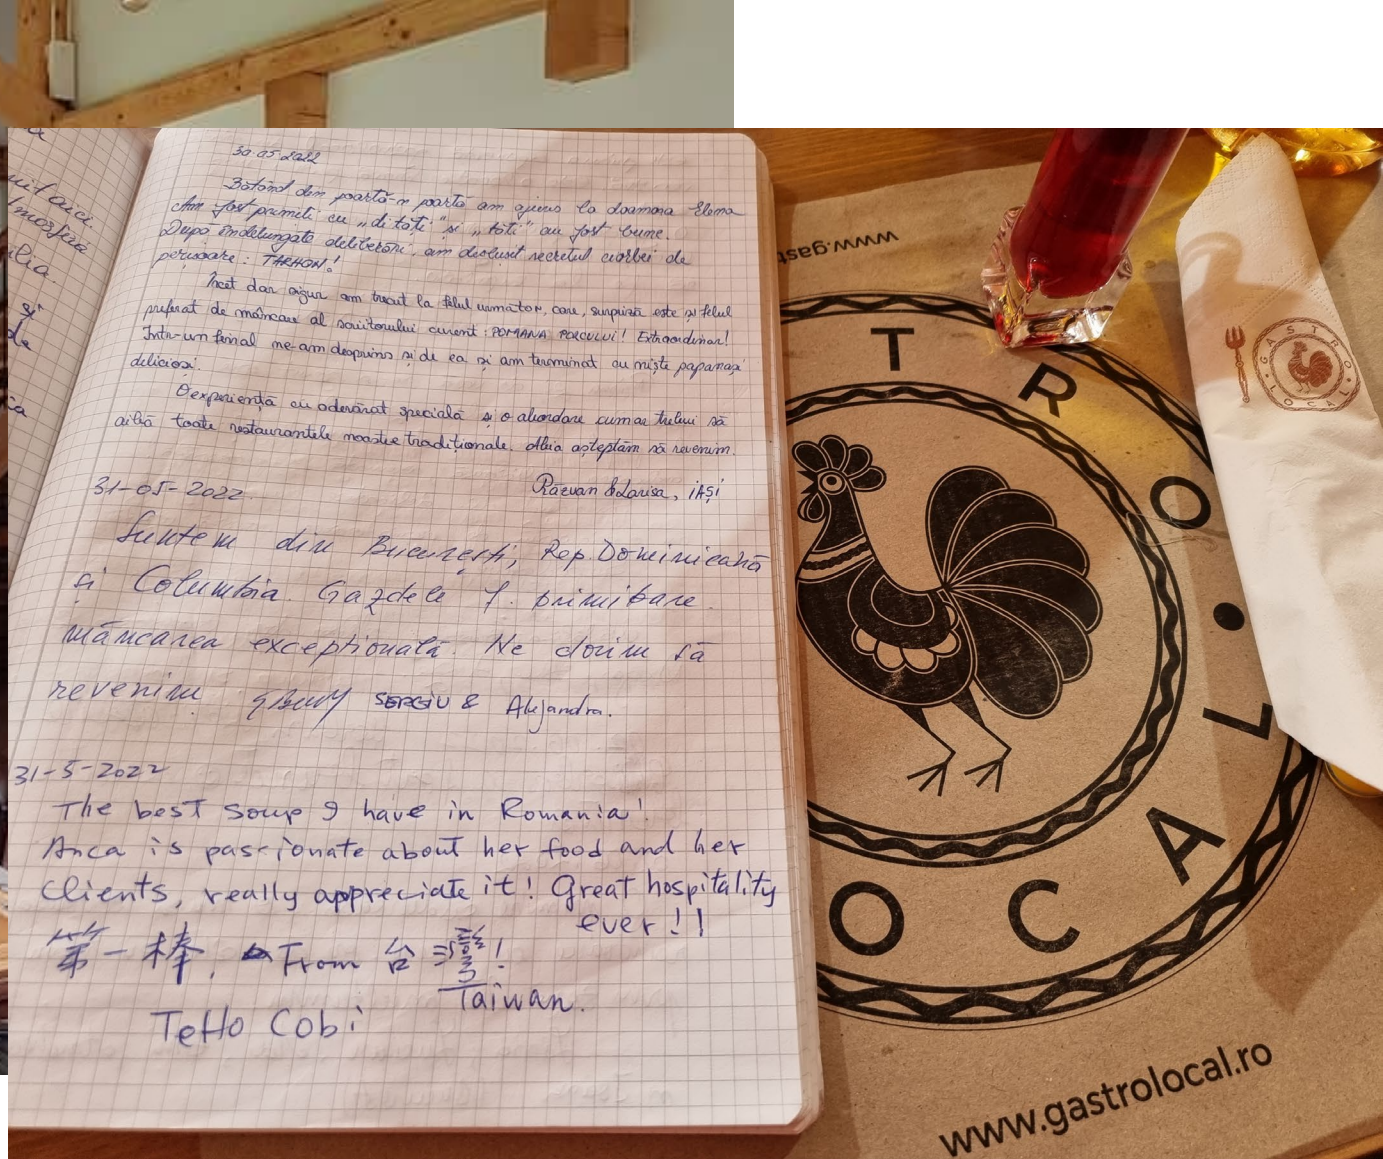 30.05.2022
Bătând din poartă-n poartă am ajuns la doamna Elena
Am fost primiți cu „di tăti” și „tăti” au fost bune.
După îndelungate deliberări, am deslușit secretul ciorbei de
perișoare: TARHON!
Încet dar sigur am trecut la felul următor, care, surpriză este și felul
preferat de mâncare al scriitorului curent: POMANA PORCULUI! Extraordinar!
Într-un final ne-am desprins și de ea și am terminat cu niște papanași
delicioși.
O experiență cu adevărat specială și o abordare cum ar trebui să
aibă toate restaurantele noastre tradiționale. Abia așteptăm să revenim.
Răzvan & Larisa, IAȘI
31-05-2022
Suntem din București, Rep. Dominicană
și Columbia. Gazdele f. primitoare
mâncarea excepțională. Ne dorim să
revenim
SERGIU & Alejandra.
31-5-2022
The best soup I have in Romania!
Anca is passionate about her food and her
clients, really appreciate it! Great hospitality
ever!!
第一棒, From 台灣!
Taiwan.
TeHo Cobi
www.gastro
TRO•LOCAL
www.gastrolocal.ro
GASTRO
LOCAL